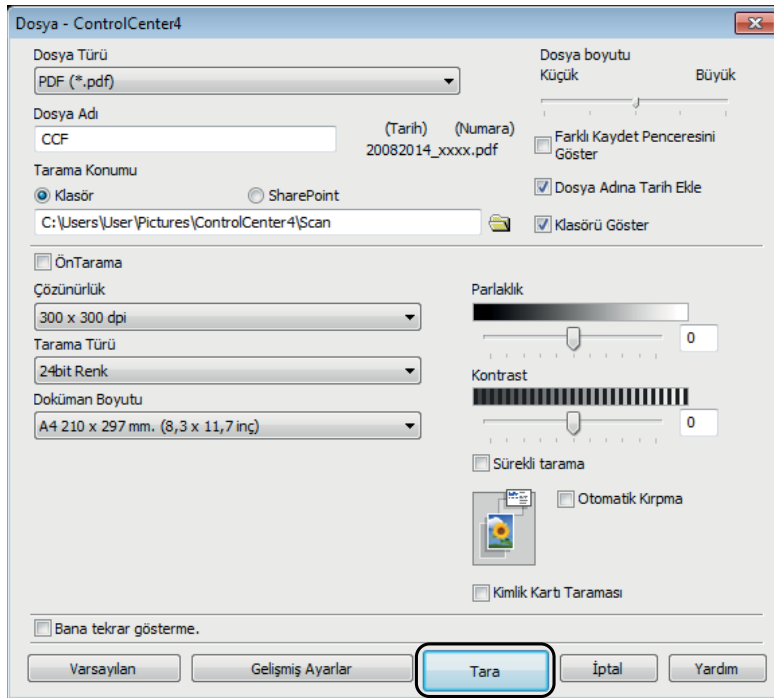 Dosya - ControlCenter4
Dosya Türü
PDF (*.pdf)
Dosya boyutu
Küçük Büyük
Dosya Adı
CCF
(Tarih) (Numara)
20082014_xxxx.pdf
Farklı Kaydet Penceresini
Göster
Tarama Konumu
Klasör SharePoint
Dosya Adına Tarih Ekle
C:\Users\User\Pictures\ControlCenter4\Scan
Klasörü Göster
ÖnTarama
Çözünürlük
300 x 300 dpi
Tarama Türü
24bit Renk
Doküman Boyutu
A4 210 x 297 mm. (8,3 x 11,7 inç)
Parlaklık
0
Kontrast
0
Sürekli tarama
Otomatik Kırpma
Kimlik Kartı Taraması
Bana tekrar gösterme.
Varsayılan Gelişmiş Ayarlar Tara İptal Yardım